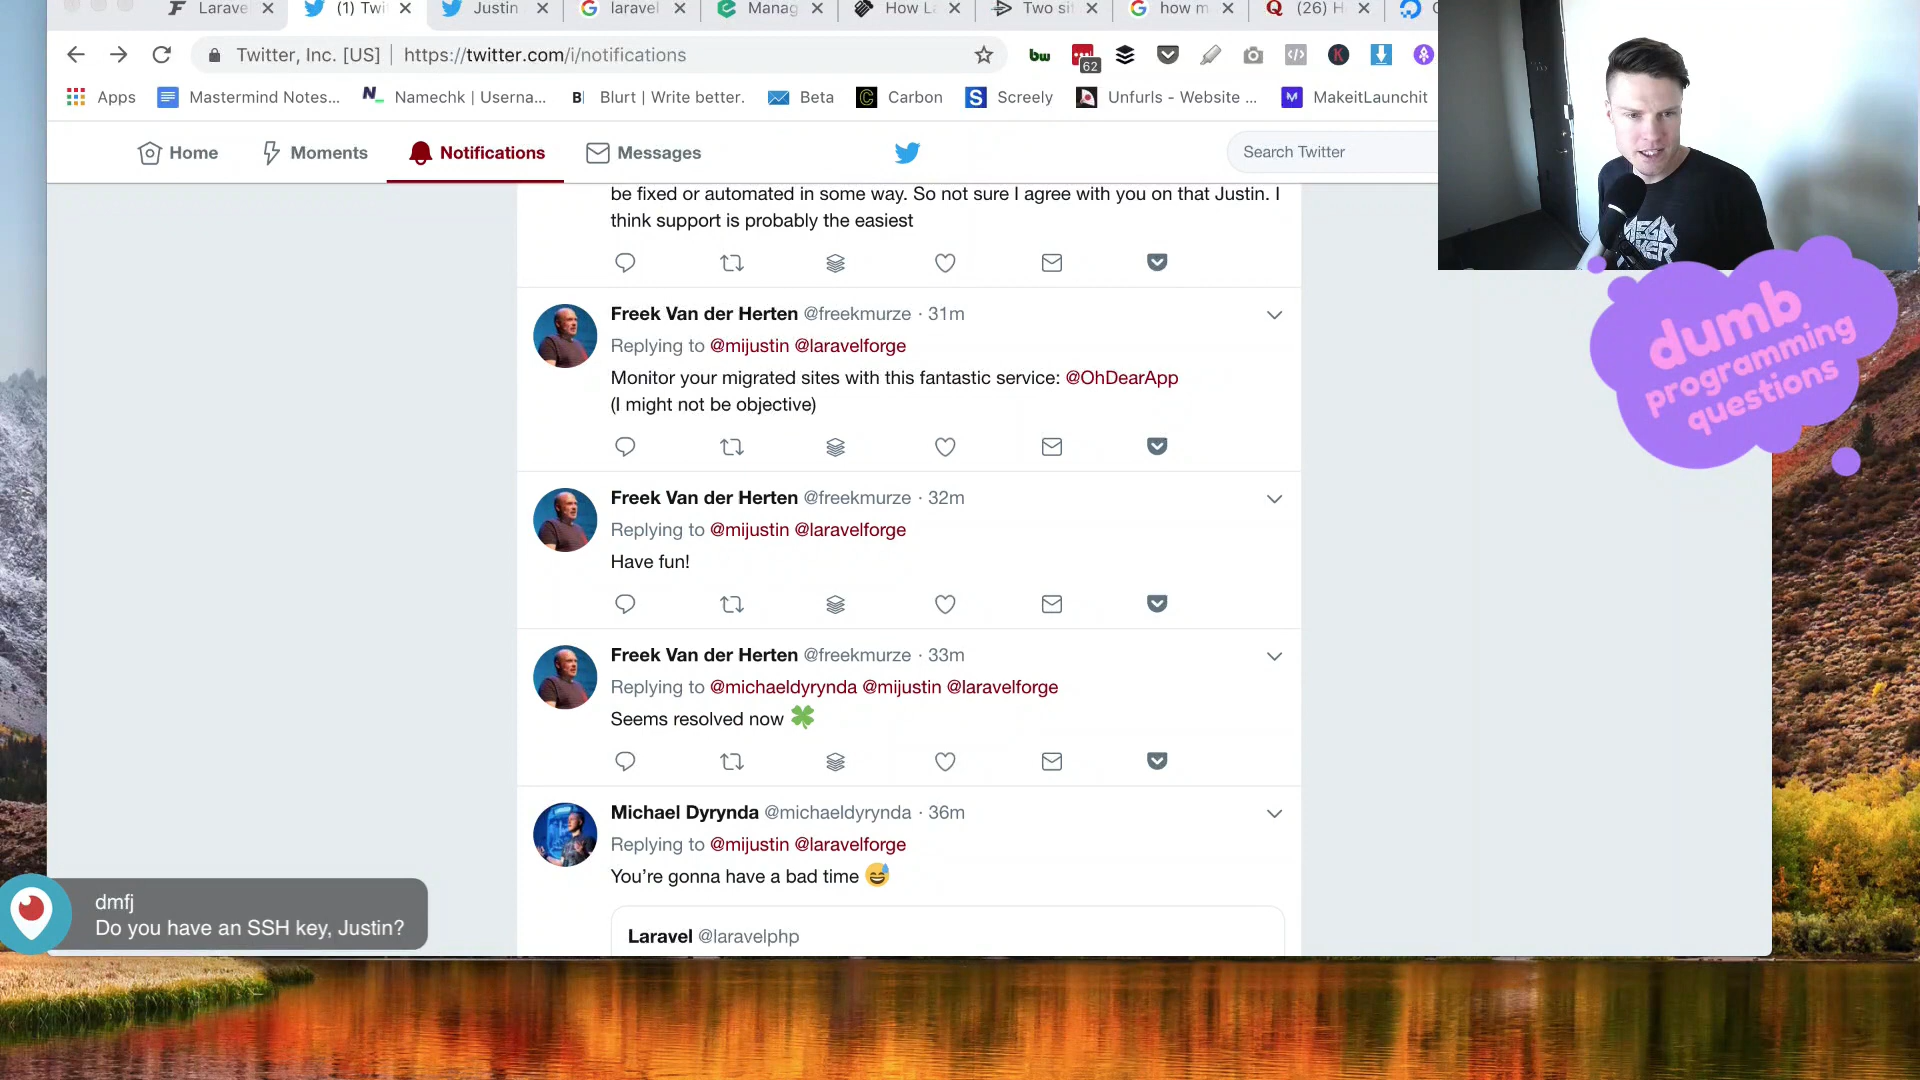 Larave
(1) Twi
Justin
laravel
Manag
How L
Two si
how m
(26) H
Twitter, Inc. [US]
https://twitter.com/i/notifications
bw
62
K
Apps
Mastermind Notes...
Namechk | Userna...
Blurt | Write better.
Beta
Carbon
Screely
Unfurls - Website ...
MakeitLaunchit
Home
Moments
Notifications
Messages
Search Twitter
be fixed or automated in some way. So not sure I agree with you on that Justin. I
think support is probably the easiest
Freek Van der Herten @freekmurze · 31m
Replying to @mijustin @laravelforge
Monitor your migrated sites with this fantastic service: @OhDearApp
(I might not be objective)
Freek Van der Herten @freekmurze · 32m
Replying to @mijustin @laravelforge
Have fun!
Freek Van der Herten @freekmurze · 33m
Replying to @michaeldyrynda @mijustin @laravelforge
Seems resolved now 🍀
Michael Dyrynda @michaeldyrynda · 36m
Replying to @mijustin @laravelforge
You’re gonna have a bad time 😅
Laravel @laravelphp
MEGA
MAKER
dumb
programming
questions
dmfj
Do you have an SSH key, Justin?